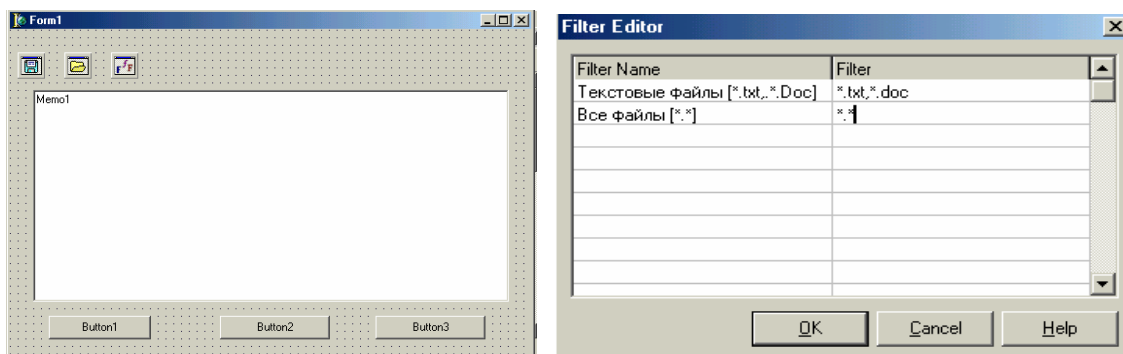 Form1
Memo1
Button1 Button2 Button3
Filter Editor
Filter Name Filter
Текстовые файлы [*.txt,.*.Doc] *.txt,*.doc
Все файлы [*.*] *.*
OK Cancel Help